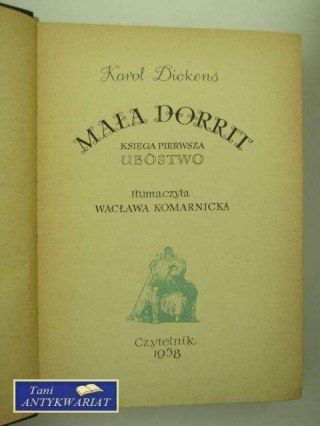 Karol Dickens
MAŁA DORRIT
KSIĘGA PIERWSZA
UBÓSTWO
tłumaczyła
WACŁAWA KOMARNICKA
Czytelnik
1958
Tani
ANTYKWARIAT